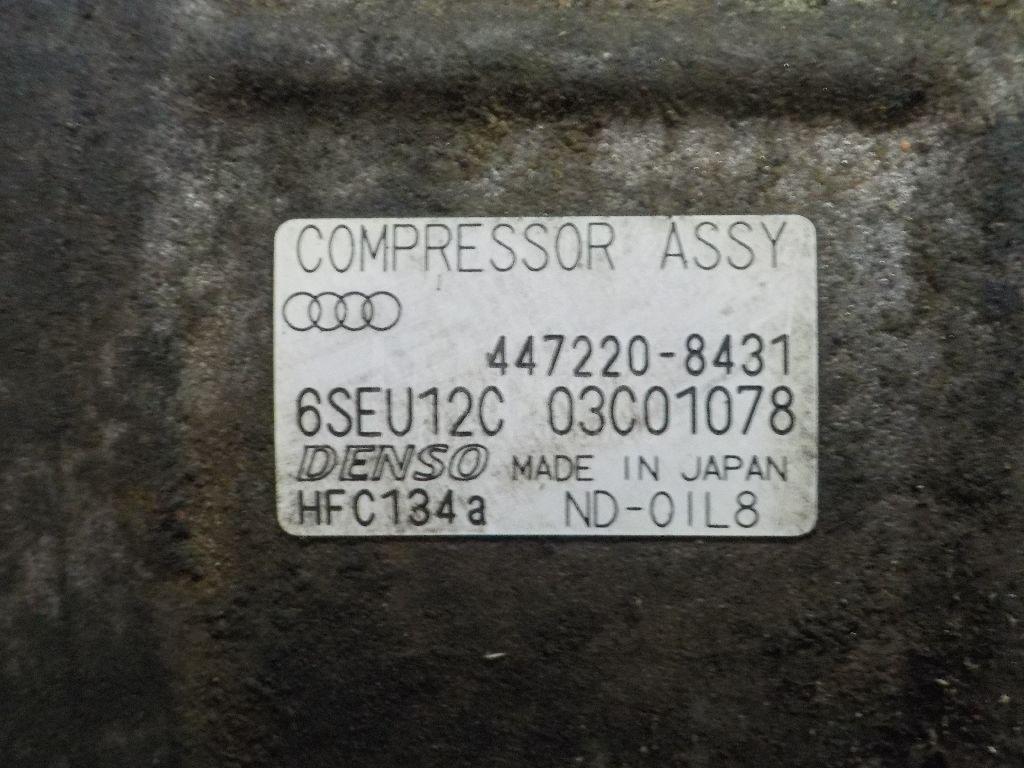 COMPRESSOR ASSY
447220-8431
6SEU12C 03C01078
DENSO MADE IN JAPAN
HFC134a ND-OIL8